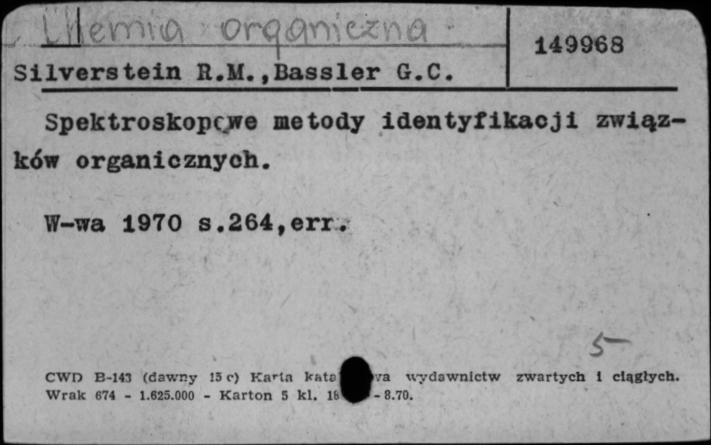 Chemia organiczna
149968
Silverstein R.M.,Bassler G.C.
Spektroskopowe metody identyfikacji związ-
ków organicznych.
W-wa 1970 s.264,err.
5
CWD B-143 (dawny 15 c) Karta wydawnictw zwartych i ciągłych.
Wrak 674 - 1.625.000 - Karton 5 kl. - 8.70.